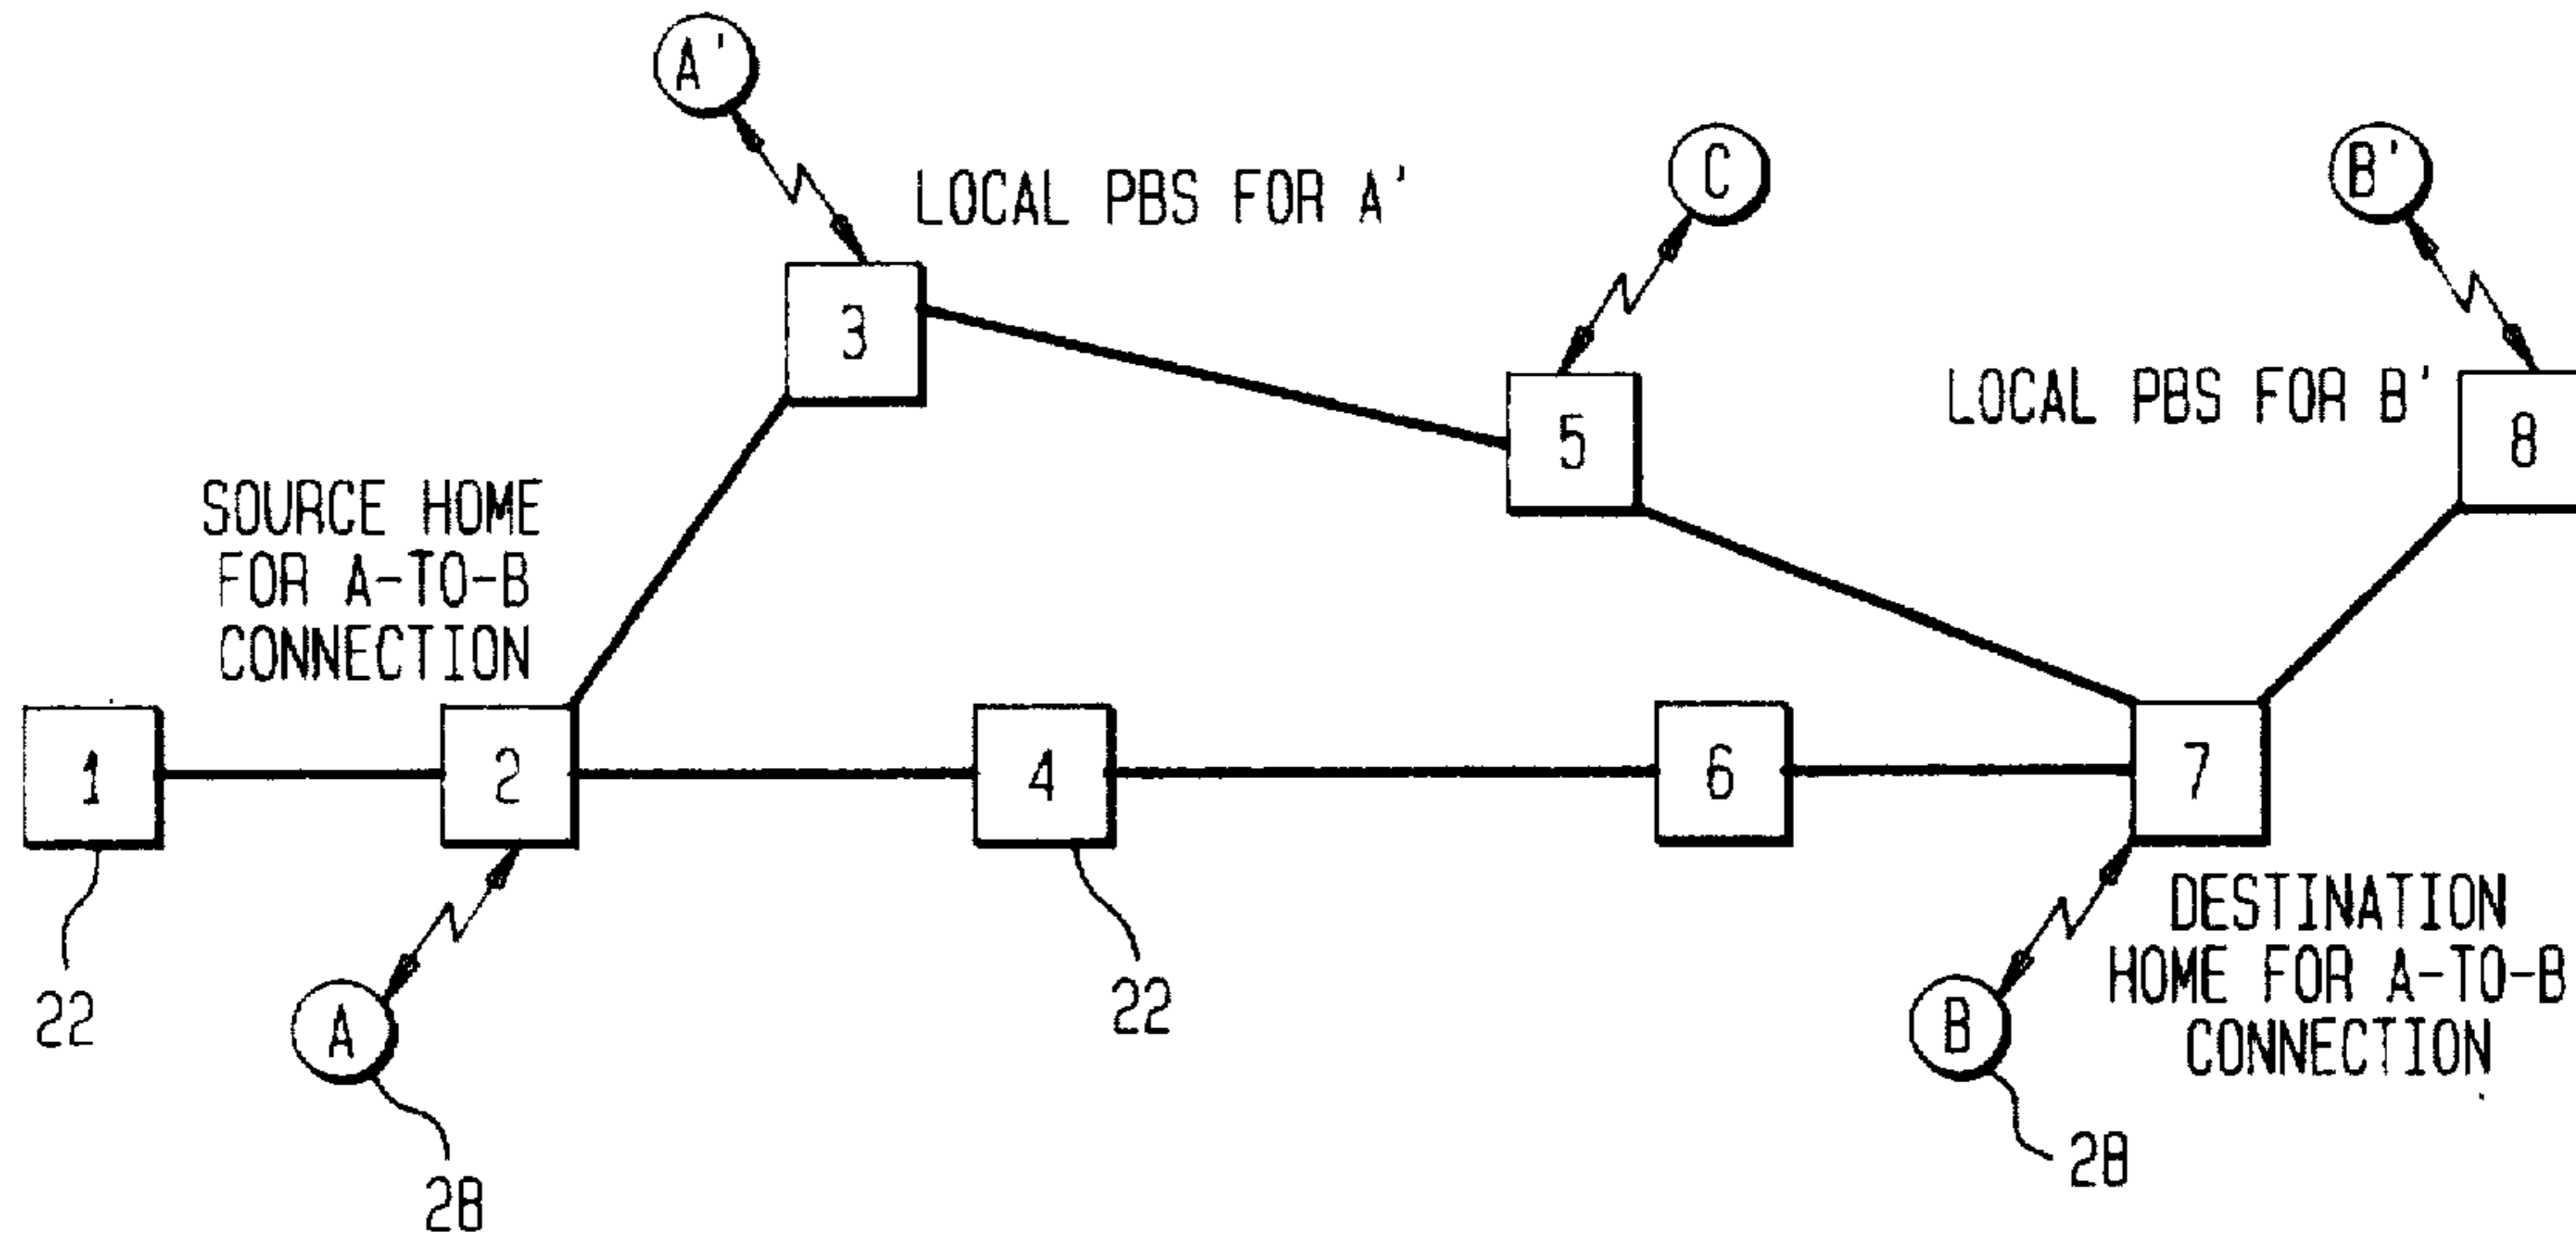 A'
LOCAL PBS FOR A'
C
B'
3
LOCAL PBS FOR B'
5
8
SOURCE HOME
FOR A-TO-B
CONNECTION
1
2
4
6
7
DESTINATION
HOME FOR A-TO-B
CONNECTION
22
A
22
B
28
28